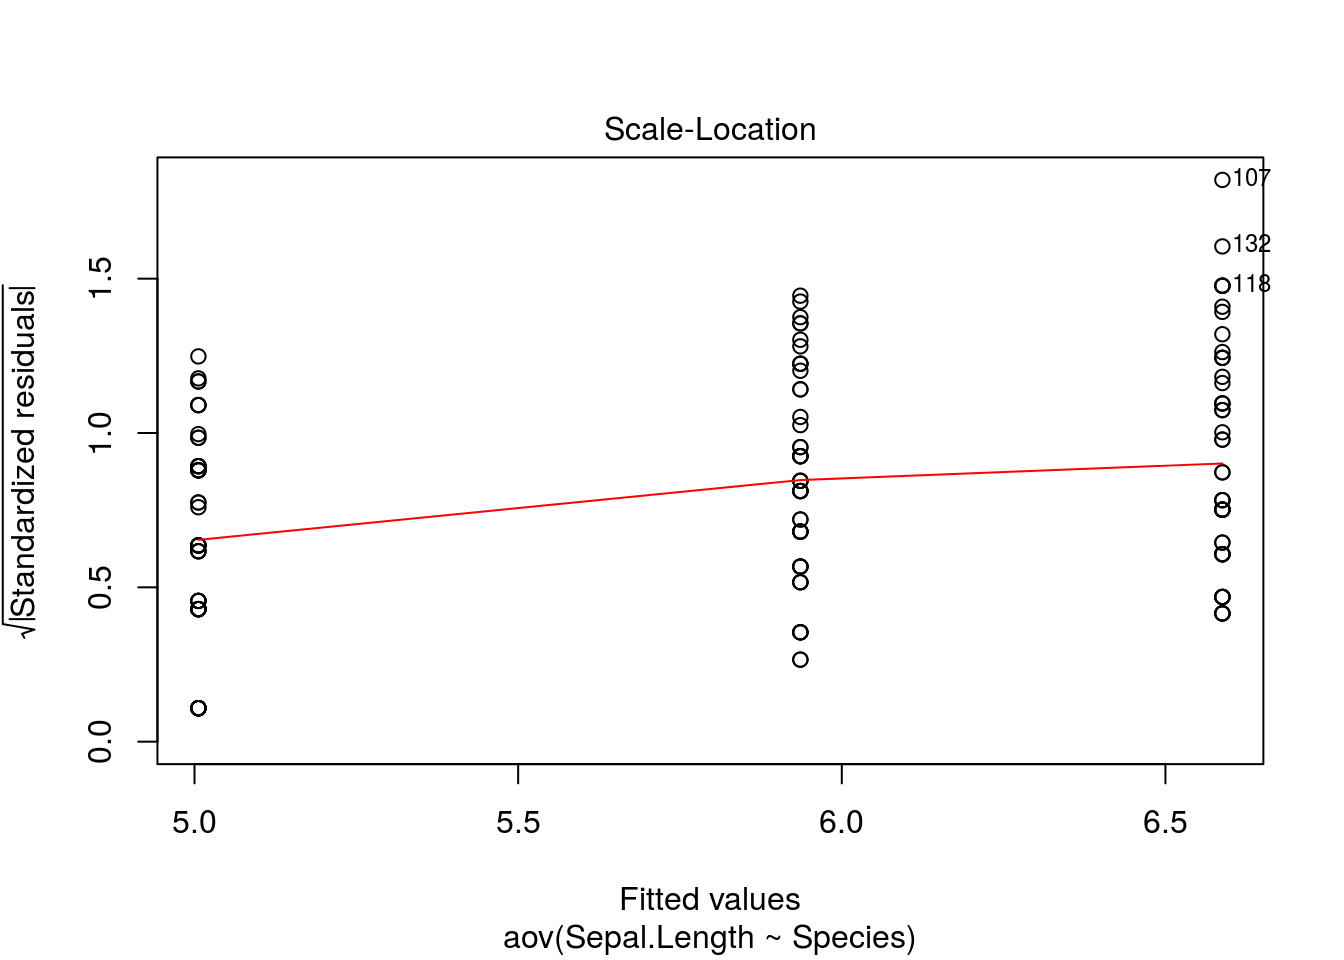 Scale-Location
√|Standardized residuals|
0.0
0.5
1.0
1.5
107
132
118
5.0
5.5
6.0
6.5
Fitted values
aov(Sepal.Length ~ Species)